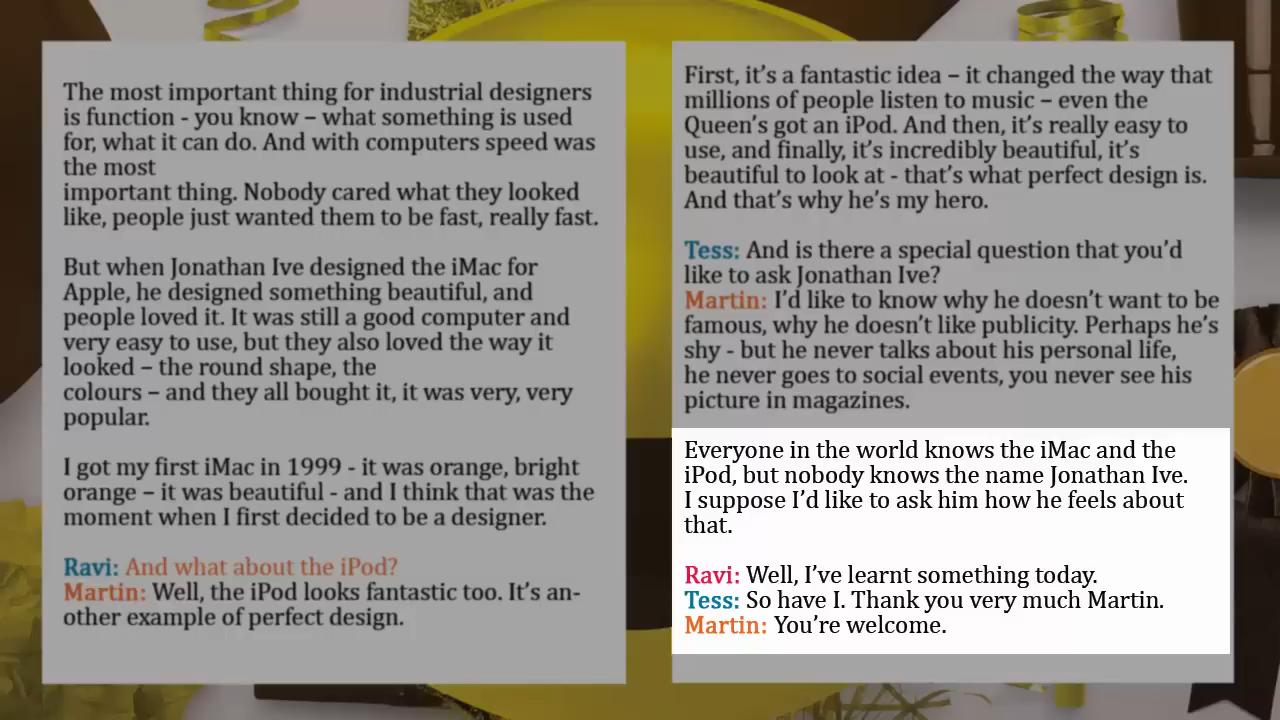 The most important thing for industrial designers
is function - you know – what something is used
for, what it can do. And with computers speed was
the most
important thing. Nobody cared what they looked
like, people just wanted them to be fast, really fast.
But when Jonathan Ive designed the iMac for
Apple, he designed something beautiful, and
people loved it. It was still a good computer and
very easy to use, but they also loved the way it
looked – the round shape, the
colours – and they all bought it, it was very, very
popular.
I got my first iMac in 1999 - it was orange, bright
orange – it was beautiful - and I think that was the
moment when I first decided to be a designer.
Ravi: And what about the iPod?
Martin: Well, the iPod looks fantastic too. It's an-
other example of perfect design.
First, it's a fantastic idea – it changed the way that
millions of people listen to music – even the
Queen's got an iPod. And then, it's really easy to
use, and finally, it's incredibly beautiful, it's
beautiful to look at - that's what perfect design is.
And that's why he's my hero.
Tess: And is there a special question that you'd
like to ask Jonathan Ive?
Martin: I'd like to know why he doesn't want to be
famous, why he doesn't like publicity. Perhaps he's
shy - but he never talks about his personal life,
he never goes to social events, you never see his
picture in magazines.
Everyone in the world knows the iMac and the
iPod, but nobody knows the name Jonathan Ive.
I suppose I'd like to ask him how he feels about
that.
Ravi: Well, I've learnt something today.
Tess: So have I. Thank you very much Martin.
Martin: You're welcome.